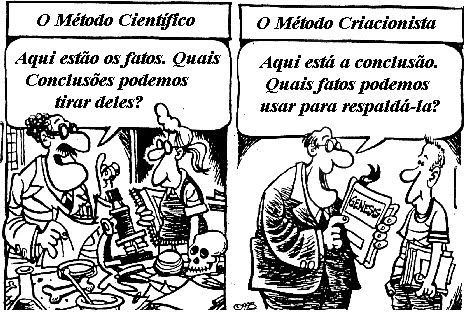 O Método Científico
Aqui estão os fatos. Quais
Conclusões podemos
tirar deles?
O Método Criacionista
Aqui está a conclusão.
Quais fatos podemos
usar para respaldá-la?
GENESIS